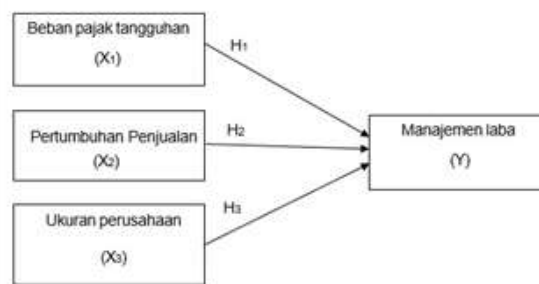 Beban pajak tangguhan
(X1)
H1
Pertumbuhan Penjualan
(X2)
H2
Manajemen laba
(Y)
Ukuran perusahaan
(X3)
H3